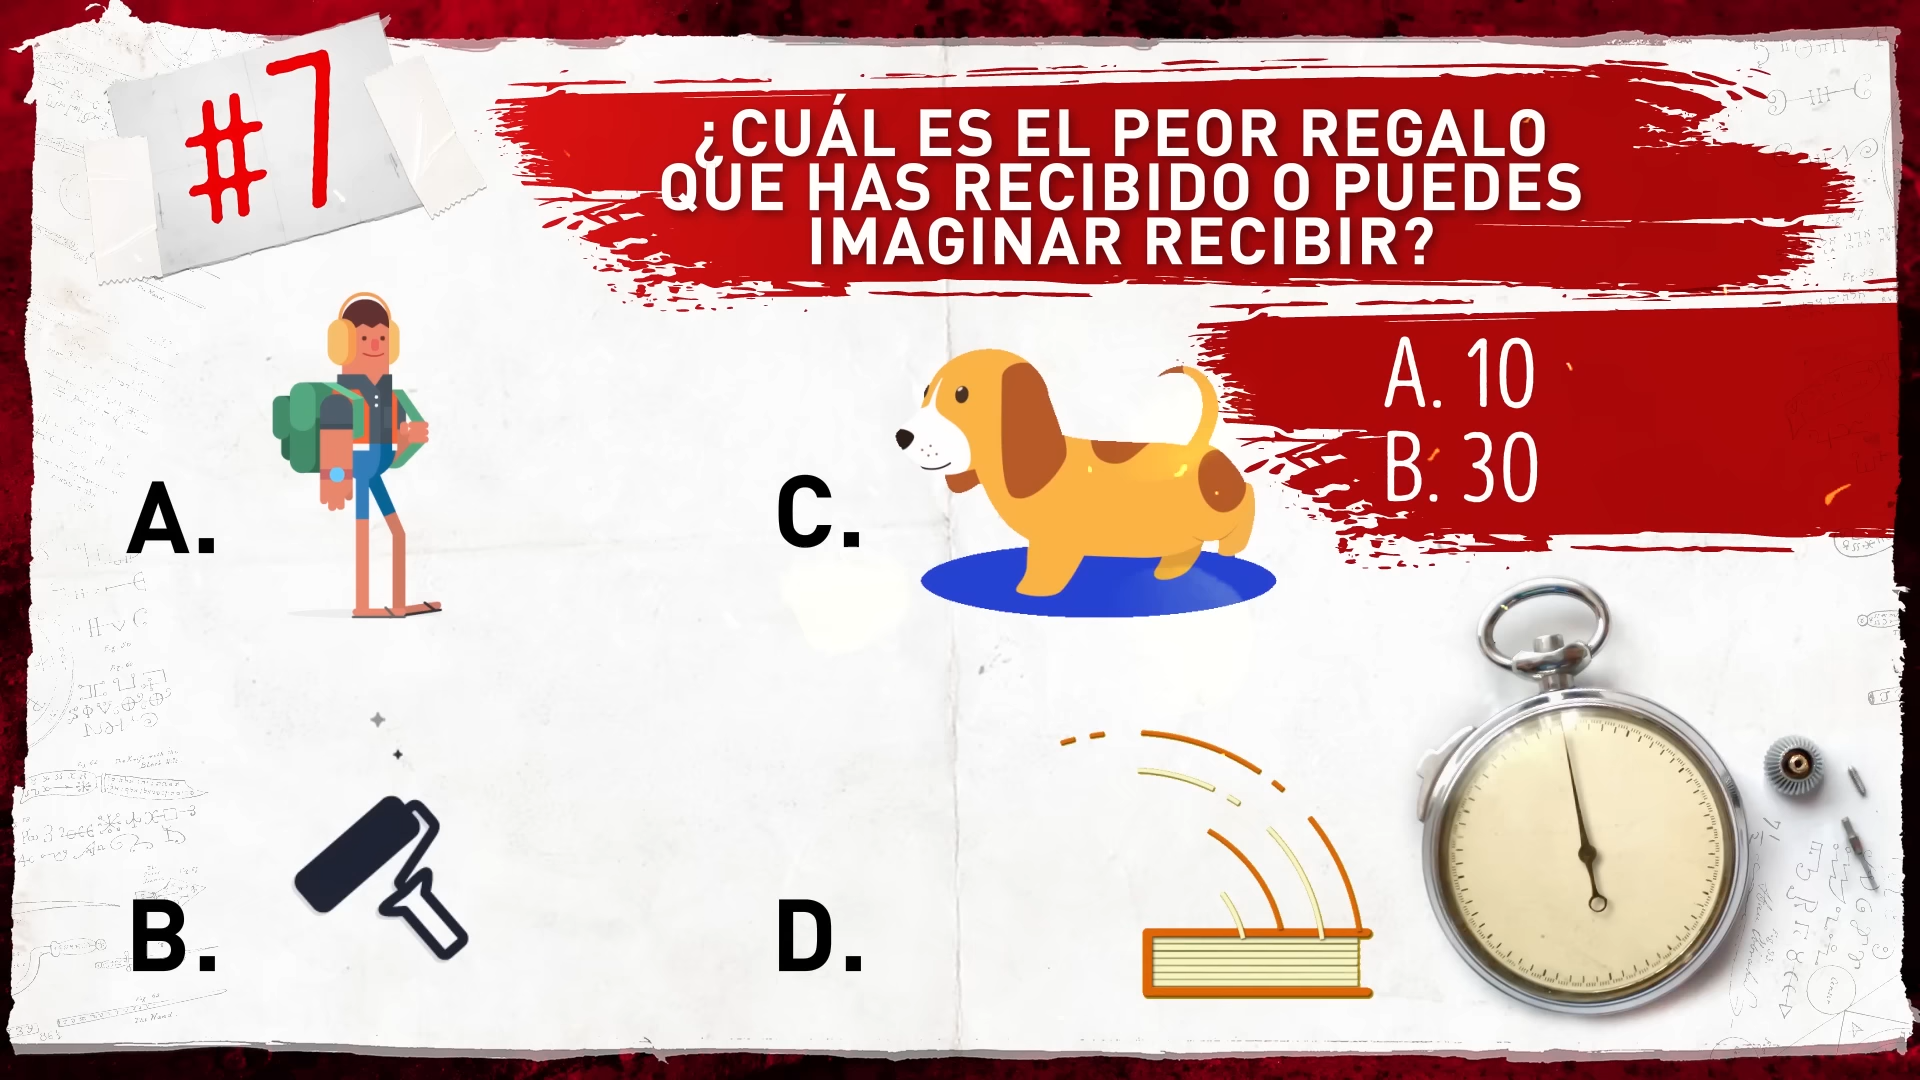 #7
¿CUÁL ES EL PEOR REGALO
QUE HAS RECIBIDO O PUEDES
IMAGINAR RECIBIR?
A. 10
B. 30
A.
C.
B.
D.